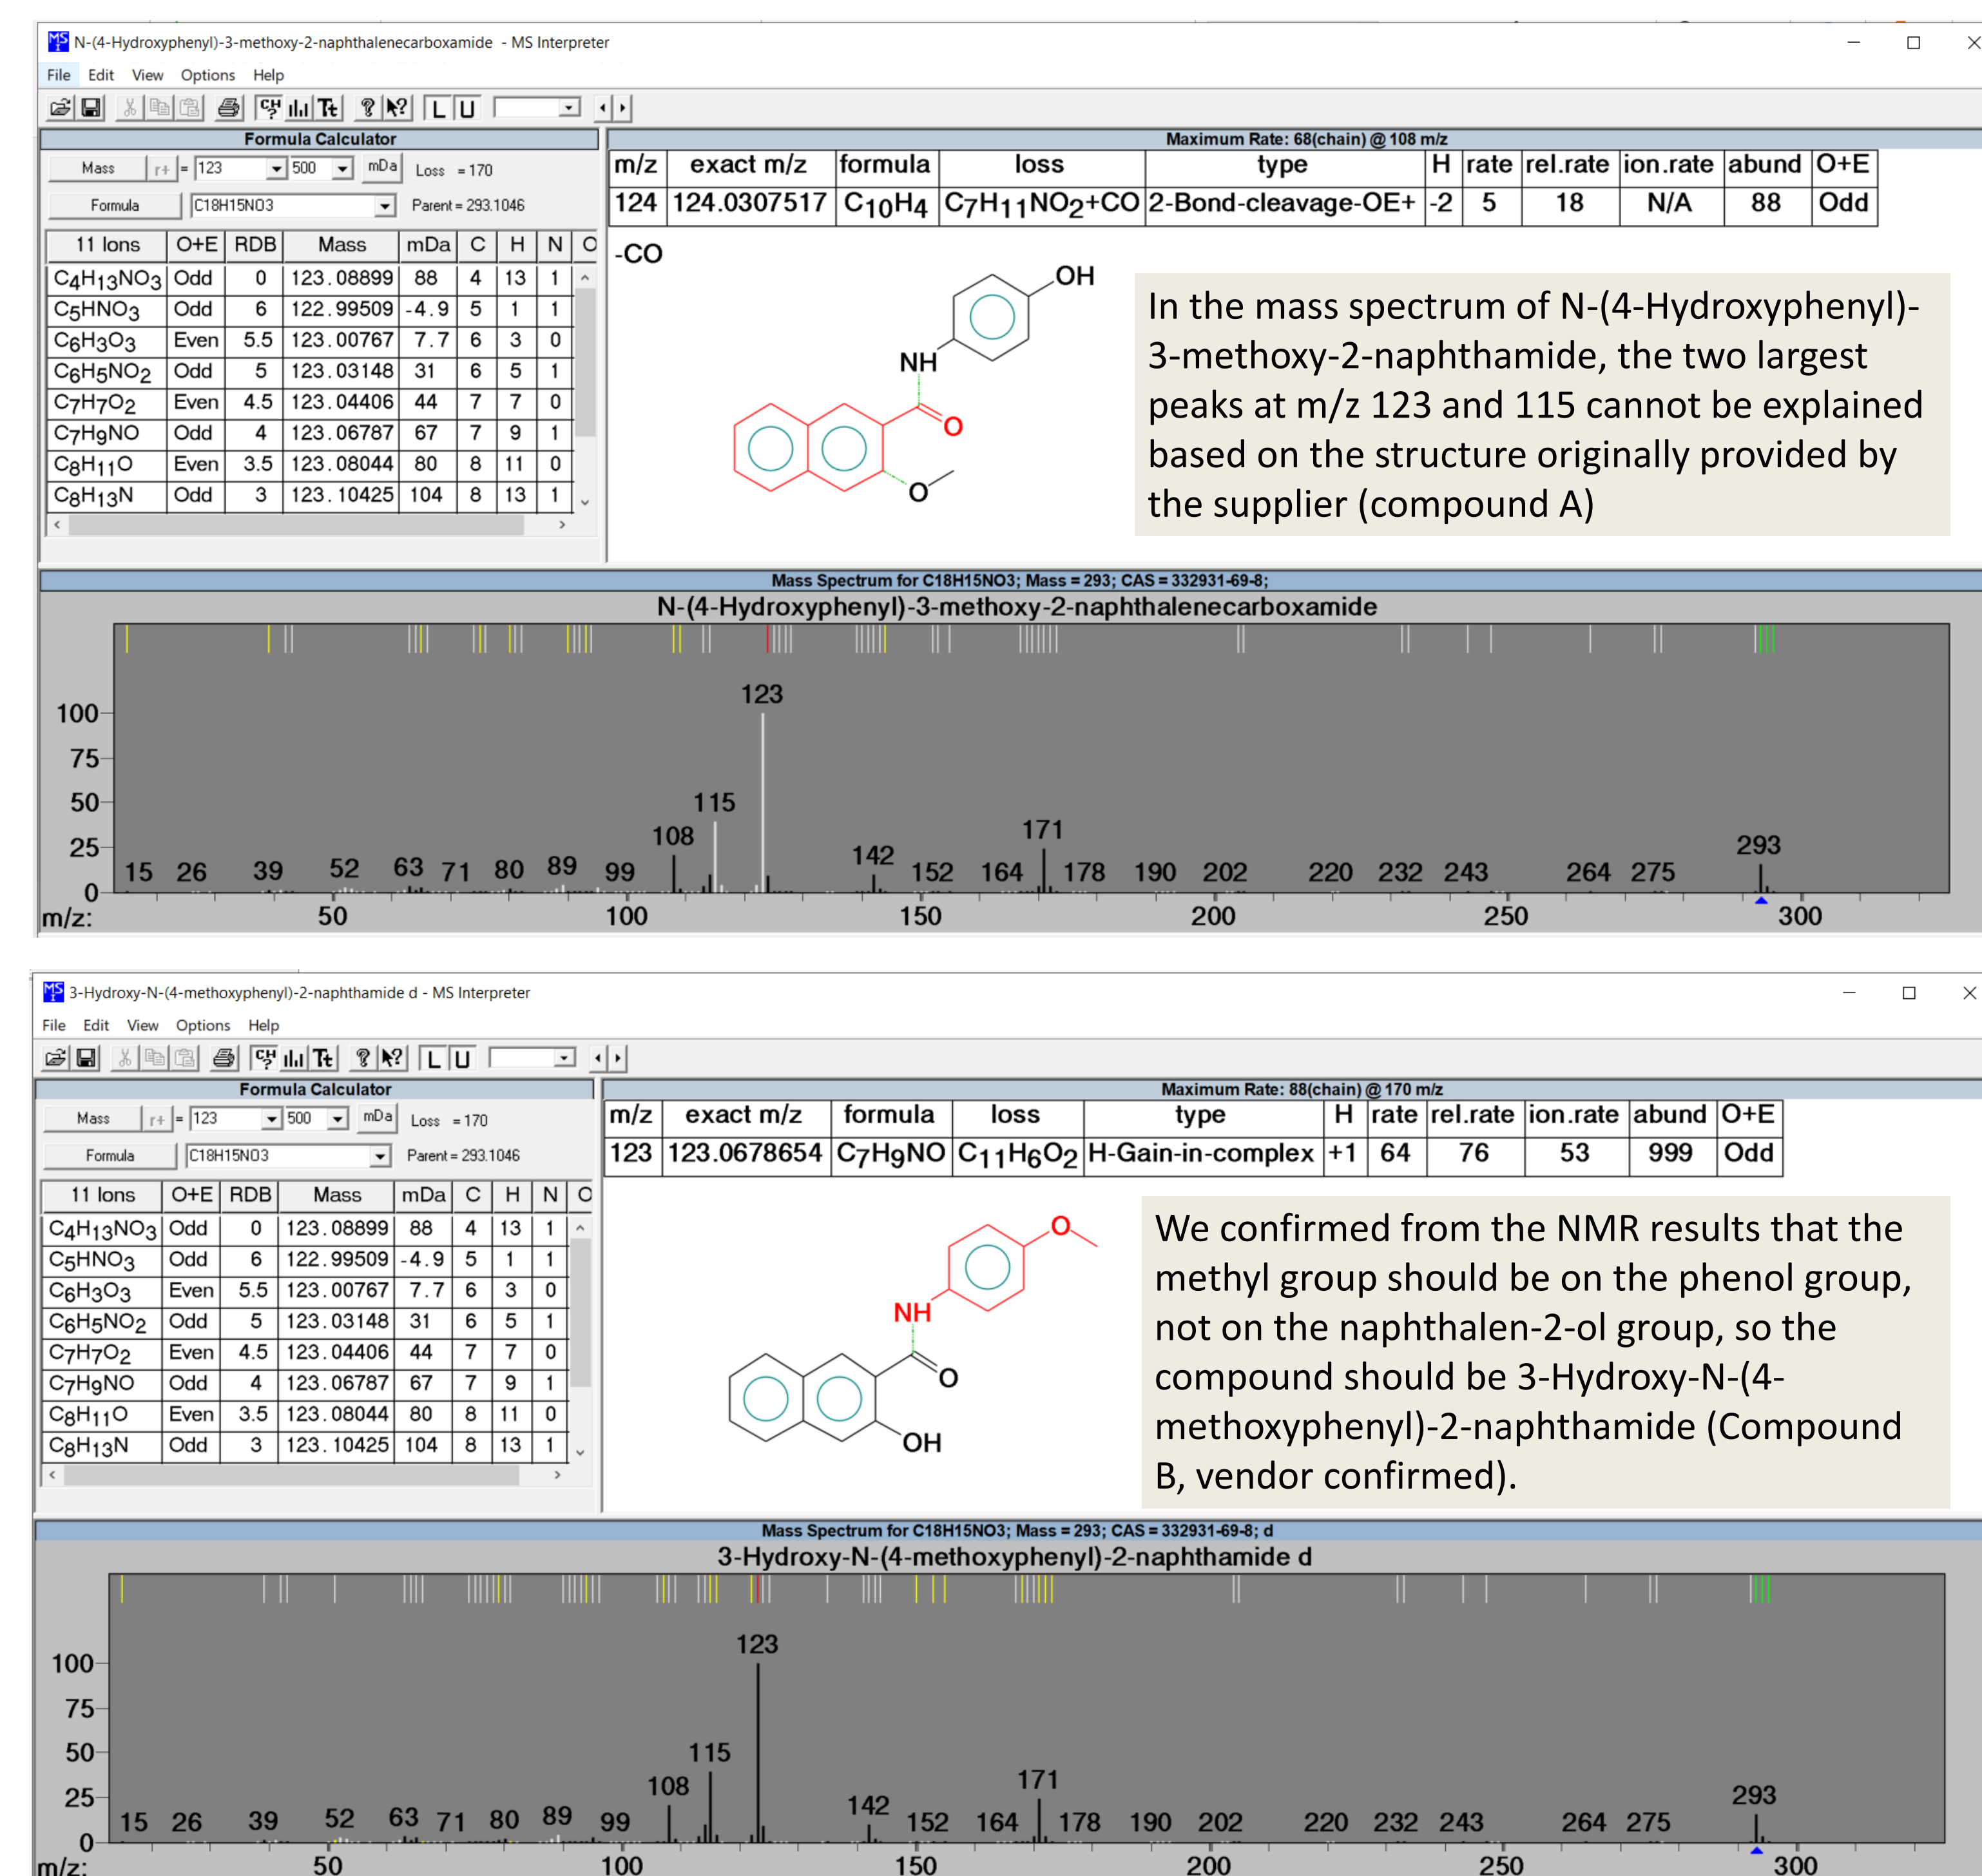 N-(4-Hydroxyphenyl)-3-methoxy-2-naphthalenecarboxamide - MS Interpreter
File Edit View Options Help
L U
Formula Calculator
Mass r+ = 123 500 mDa Loss = 170
Formula C18H15NO3 Parent = 293.1046
11 Ions O+E RDB Mass mDa C H N O
C4H13NO3 Odd 0 123.08899 88 4 13 1
C5HNO3 Odd 6 122.99509 -4.9 5 1 1
C6H3O3 Even 5.5 123.00767 7.7 6 3 0
C6H5NO2 Odd 5 123.03148 31 6 5 1
C7H7O2 Even 4.5 123.04406 44 7 7 0
C7H9NO Odd 4 123.06787 67 7 9 1
C8H11O Even 3.5 123.08044 80 8 11 0
C8H13N Odd 3 123.10425 104 8 13 1
Maximum Rate: 68(chain) @ 108 m/z
m/z exact m/z formula loss type H rate rel.rate ion.rate abund O+E
124 124.0307517 C10H4 C7H11NO2+CO 2-Bond-cleavage-OE+ -2 5 18 N/A 88 Odd
-CO
OH
NH
O
O
In the mass spectrum of N-(4-Hydroxyphenyl)-
3-methoxy-2-naphthamide, the two largest
peaks at m/z 123 and 115 cannot be explained
based on the structure originally provided by
the supplier (compound A)
Mass Spectrum for C18H15NO3; Mass = 293; CAS = 332931-69-8;
N-(4-Hydroxyphenyl)-3-methoxy-2-naphthalenecarboxamide
123
100
75
50 115
25 108 142 171 293
15 26 39 52 63 71 80 89 99 152 164 178 190 202 220 232 243 264 275
0
m/z: 50 100 150 200 250 300
3-Hydroxy-N-(4-methoxyphenyl)-2-naphthamide d - MS Interpreter
File Edit View Options Help
L U
Formula Calculator
Mass r+ = 123 500 mDa Loss = 170
Formula C18H15NO3 Parent = 293.1046
11 Ions O+E RDB Mass mDa C H N O
C4H13NO3 Odd 0 123.08899 88 4 13 1
C5HNO3 Odd 6 122.99509 -4.9 5 1 1
C6H3O3 Even 5.5 123.00767 7.7 6 3 0
C6H5NO2 Odd 5 123.03148 31 6 5 1
C7H7O2 Even 4.5 123.04406 44 7 7 0
C7H9NO Odd 4 123.06787 67 7 9 1
C8H11O Even 3.5 123.08044 80 8 11 0
C8H13N Odd 3 123.10425 104 8 13 1
Maximum Rate: 88(chain) @ 170 m/z
m/z exact m/z formula loss type H rate rel.rate ion.rate abund O+E
123 123.0678654 C7H9NO C11H6O2 H-Gain-in-complex +1 64 76 53 999 Odd
O
NH
O
OH
We confirmed from the NMR results that the
methyl group should be on the phenol group,
not on the naphthalen-2-ol group, so the
compound should be 3-Hydroxy-N-(4-
methoxyphenyl)-2-naphthamide (Compound
B, vendor confirmed).
Mass Spectrum for C18H15NO3; Mass = 293; CAS = 332931-69-8; d
3-Hydroxy-N-(4-methoxyphenyl)-2-naphthamide d
123
100
75
50 115
25 108 142 171 293
15 26 39 52 63 71 80 89 99 152 164 178 190 202 220 232 243 264 275
0
m/z: 50 100 150 200 250 300